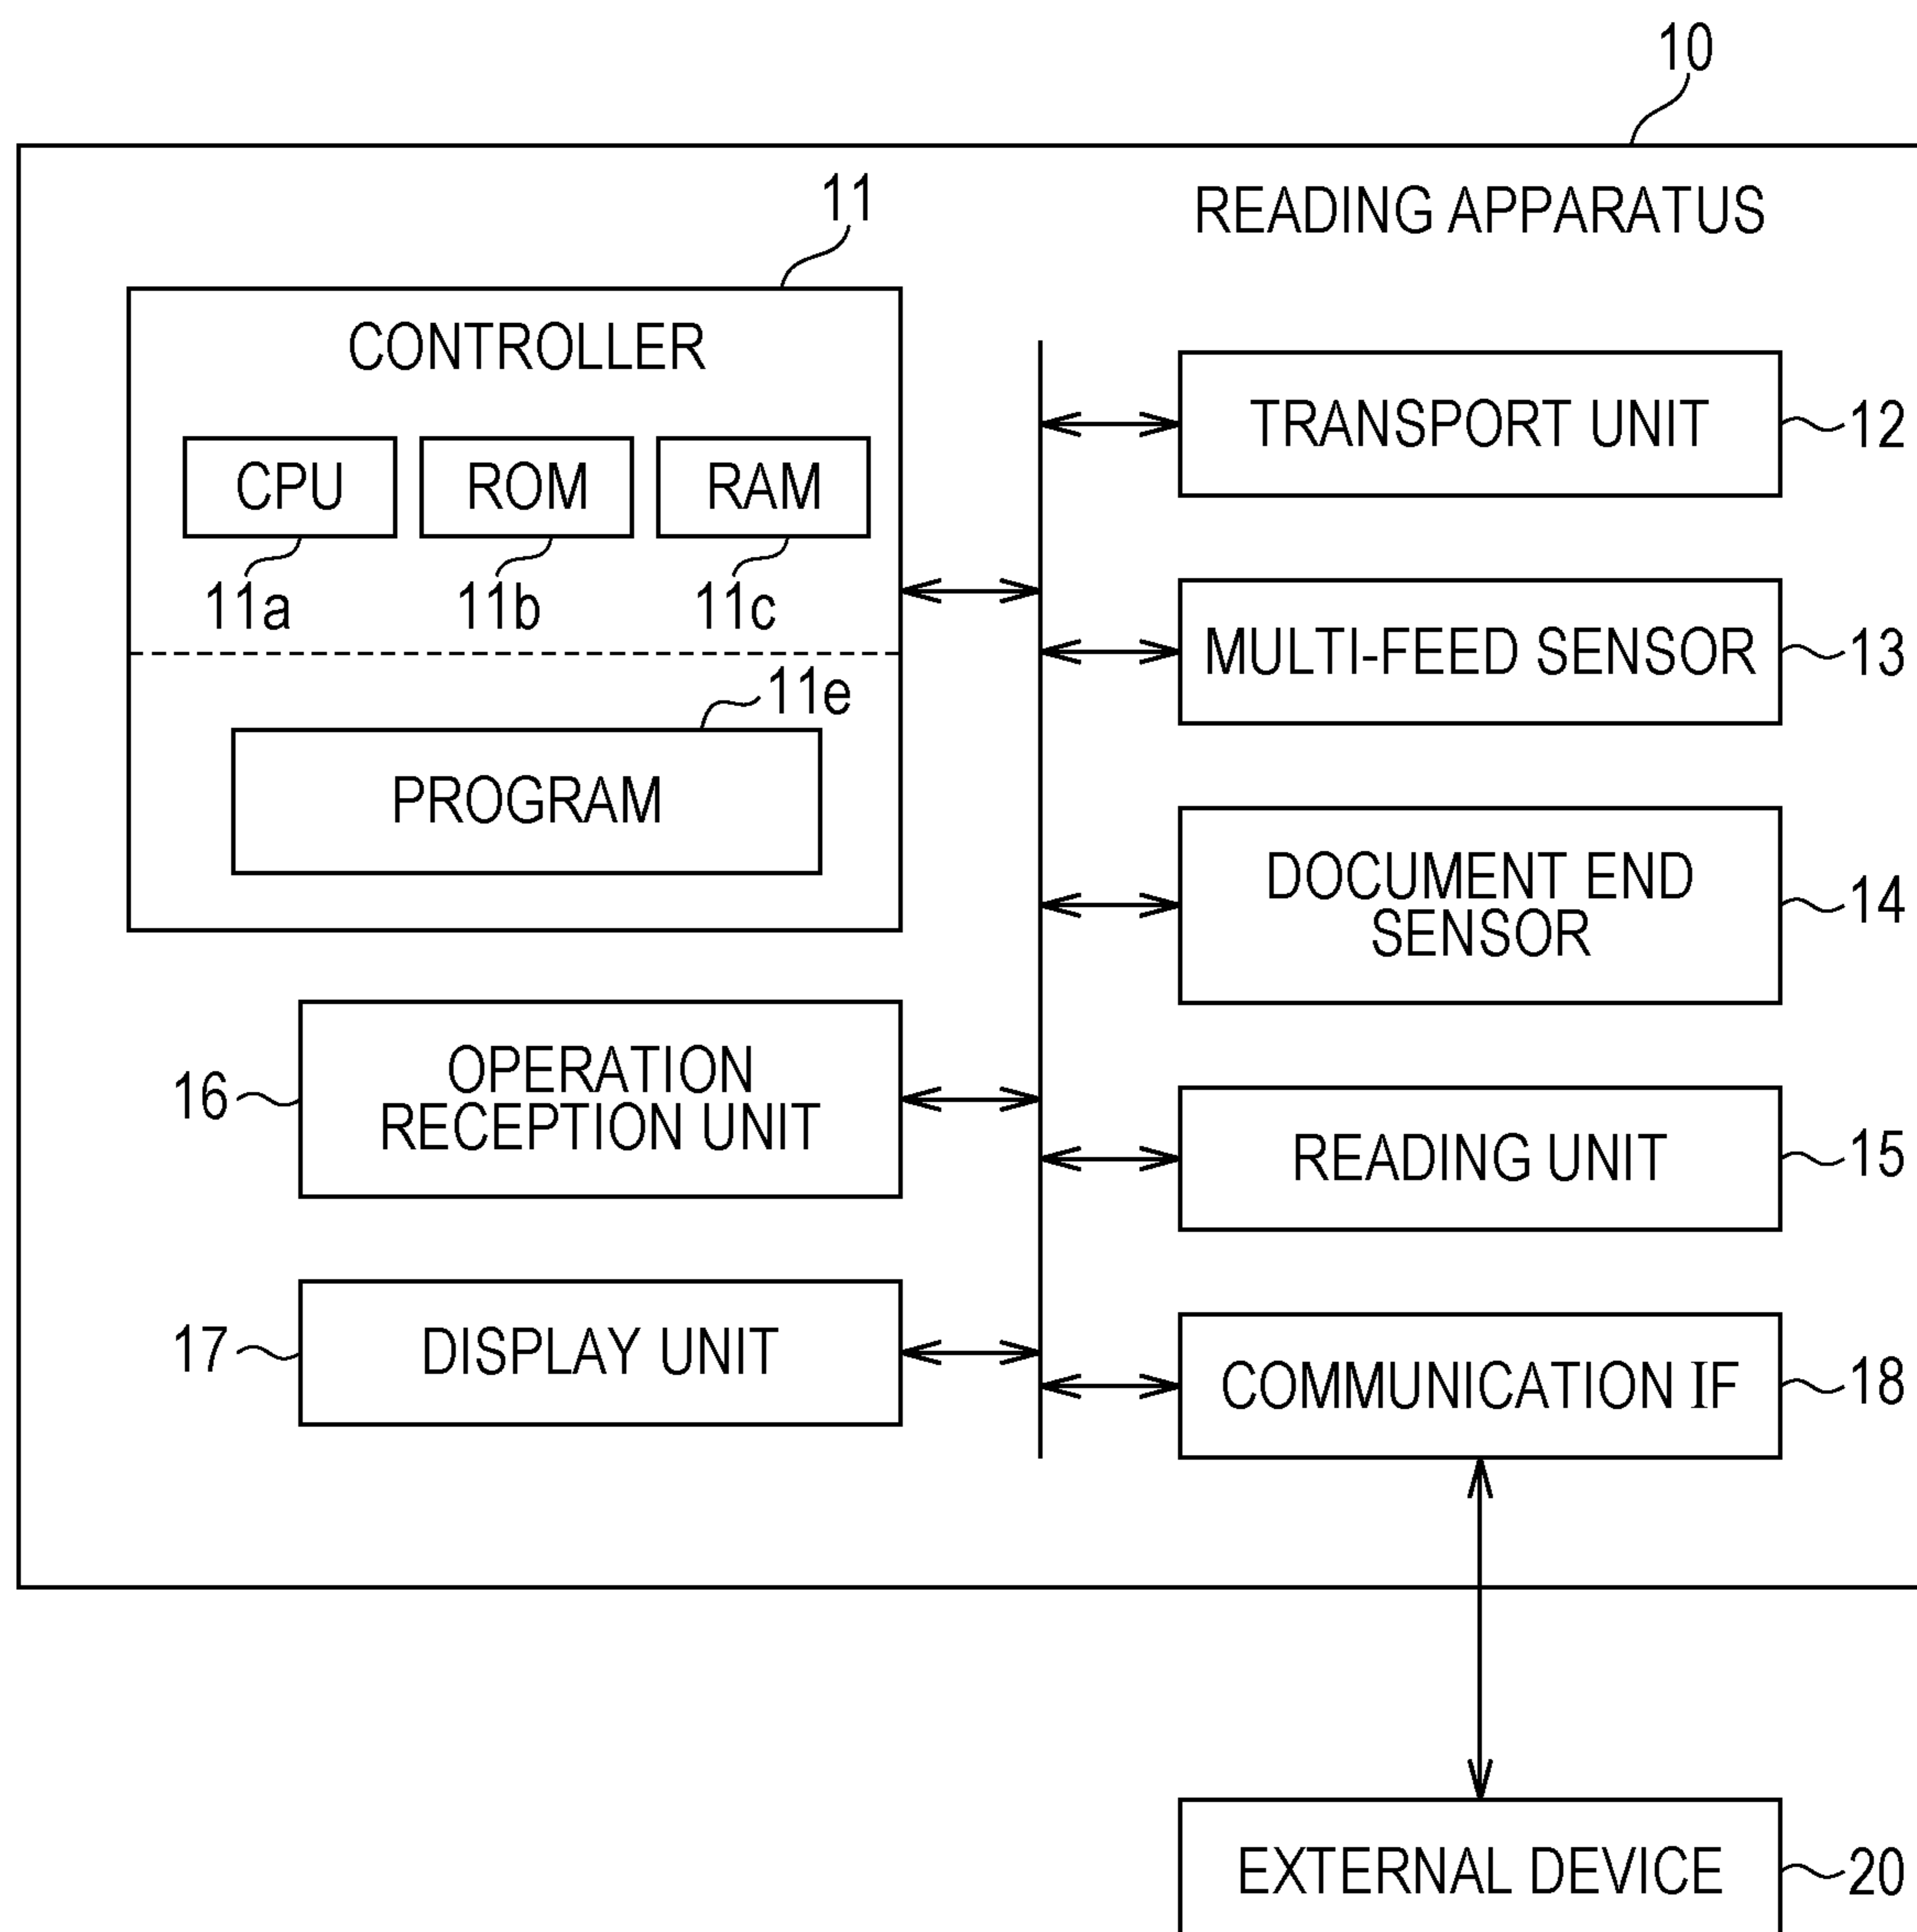 10
READING APPARATUS
11
CONTROLLER
CPU
ROM
RAM
11a
11b
11c
11e
PROGRAM
TRANSPORT UNIT
12
MULTI-FEED SENSOR
13
DOCUMENT END
SENSOR
14
16
OPERATION
RECEPTION UNIT
READING UNIT
15
17
DISPLAY UNIT
COMMUNICATION IF
18
EXTERNAL DEVICE
20